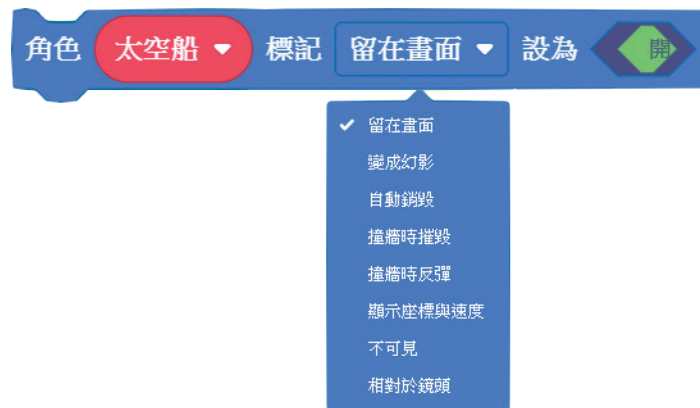 角色 太空船 標記 留在畫面 設為 開
留在畫面
變成幻影
自動銷毀
撞牆時摧毀
撞牆時反彈
顯示座標與速度
不可見
相對於鏡頭